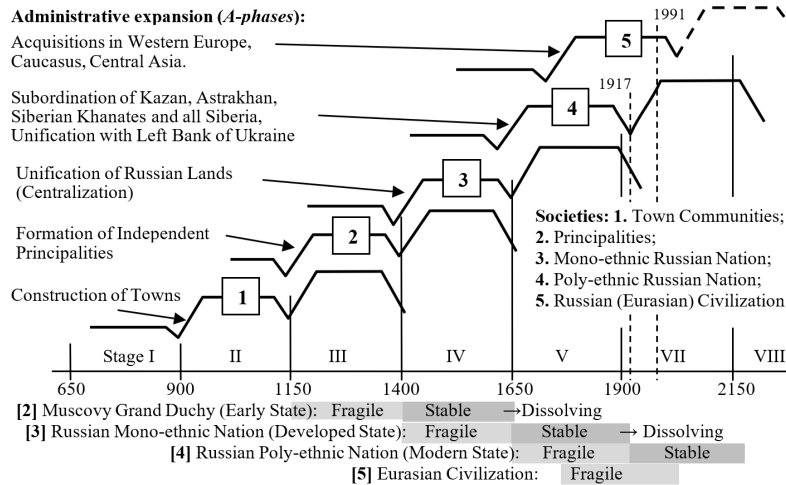 Administrative expansion (A-phases):
1991
Acquisitions in Western Europe,
Caucasus, Central Asia.
5
1917
Subordination of Kazan, Astrakhan,
Siberian Khanates and all Siberia,
Unification with Left Bank of Ukraine
4
Unification of Russian Lands
(Centralization)
3
Societies: 1. Town Communities;
2. Principalities;
3. Mono-ethnic Russian Nation;
4. Poly-ethnic Russian Nation;
5. Russian (Eurasian) Civilization
Formation of Independent
Principalities
2
Construction of Towns
1
Stage I II III IV V VII VIII
650 900 1150 1400 1650 1900 2150
[2] Muscovy Grand Duchy (Early State): Fragile Stable →Dissolving
[3] Russian Mono-ethnic Nation (Developed State): Fragile Stable → Dissolving
[4] Russian Poly-ethnic Nation (Modern State): Fragile Stable
[5] Eurasian Civilization: Fragile